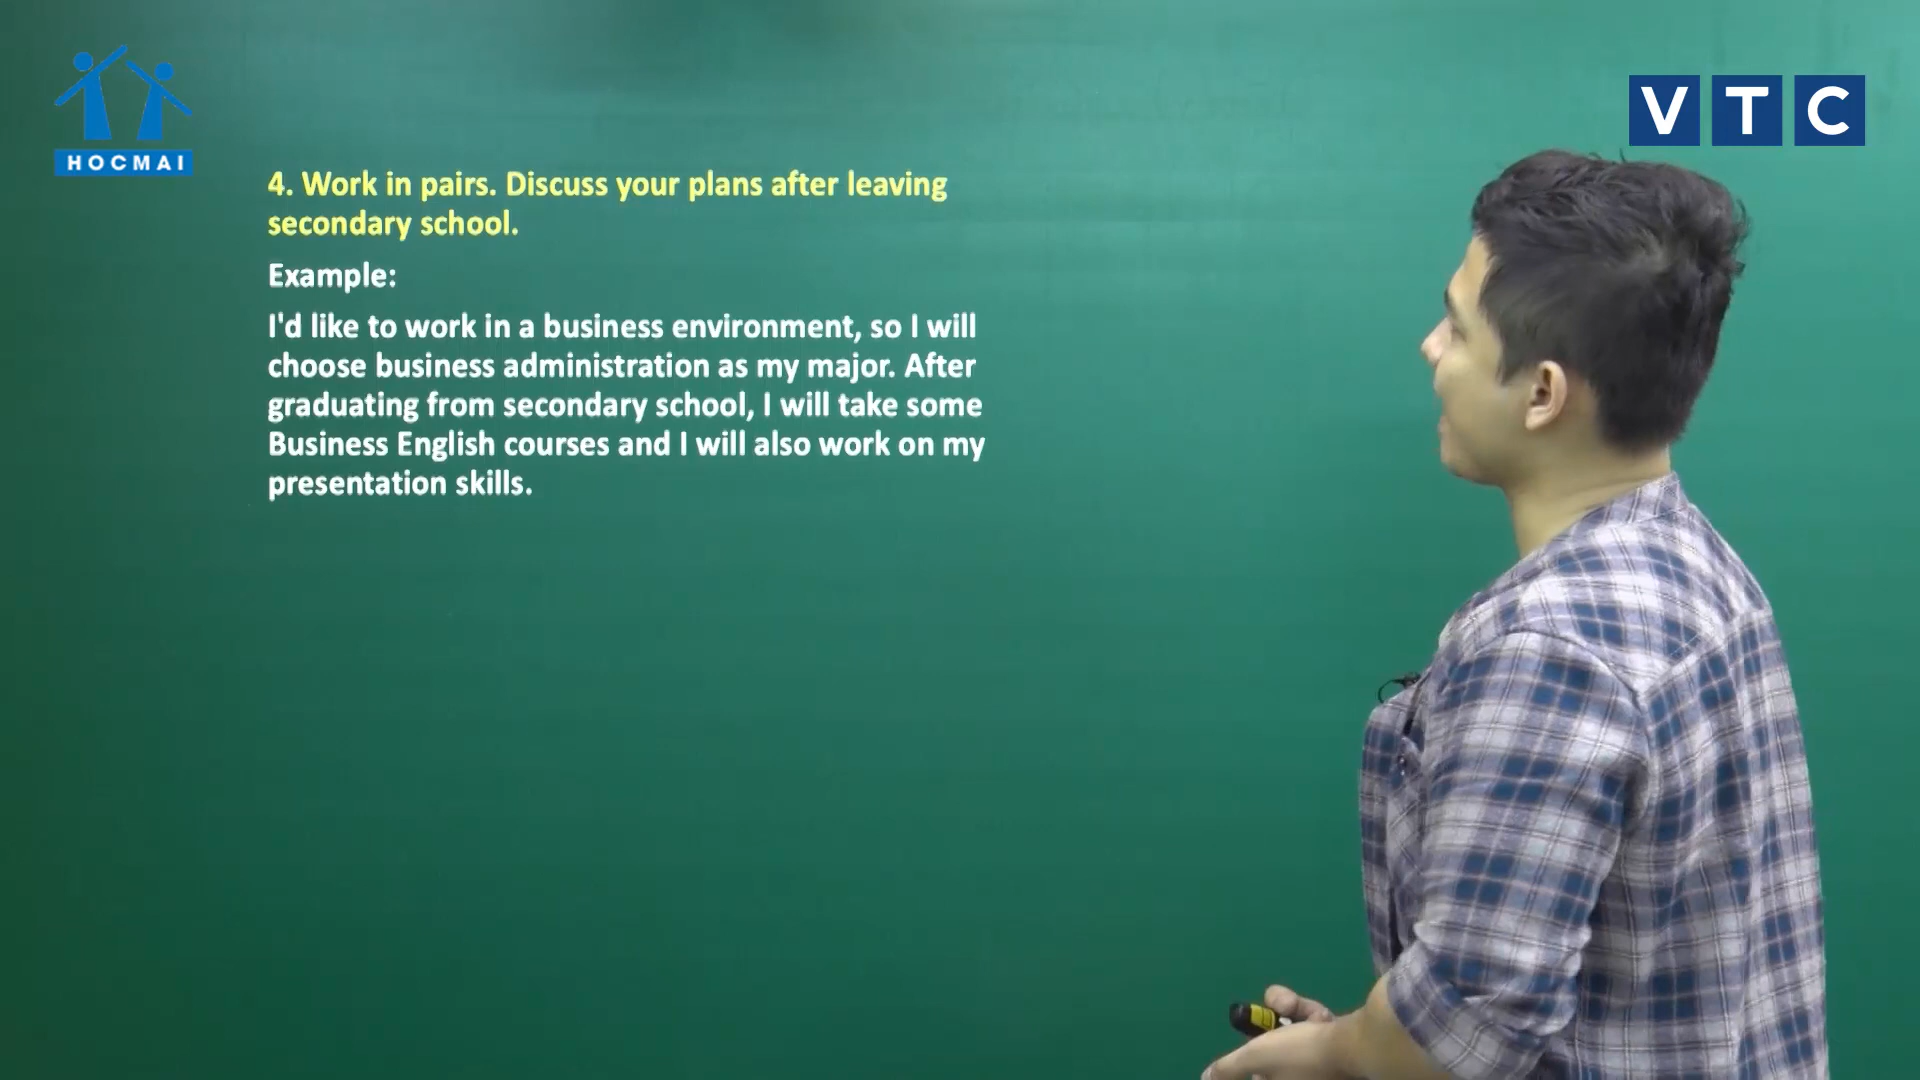 HOCMAI
VTC
4. Work in pairs. Discuss your plans after leaving
secondary school.
Example:
I'd like to work in a business environment, so I will
choose business administration as my major. After
graduating from secondary school, I will take some
Business English courses and I will also work on my
presentation skills.